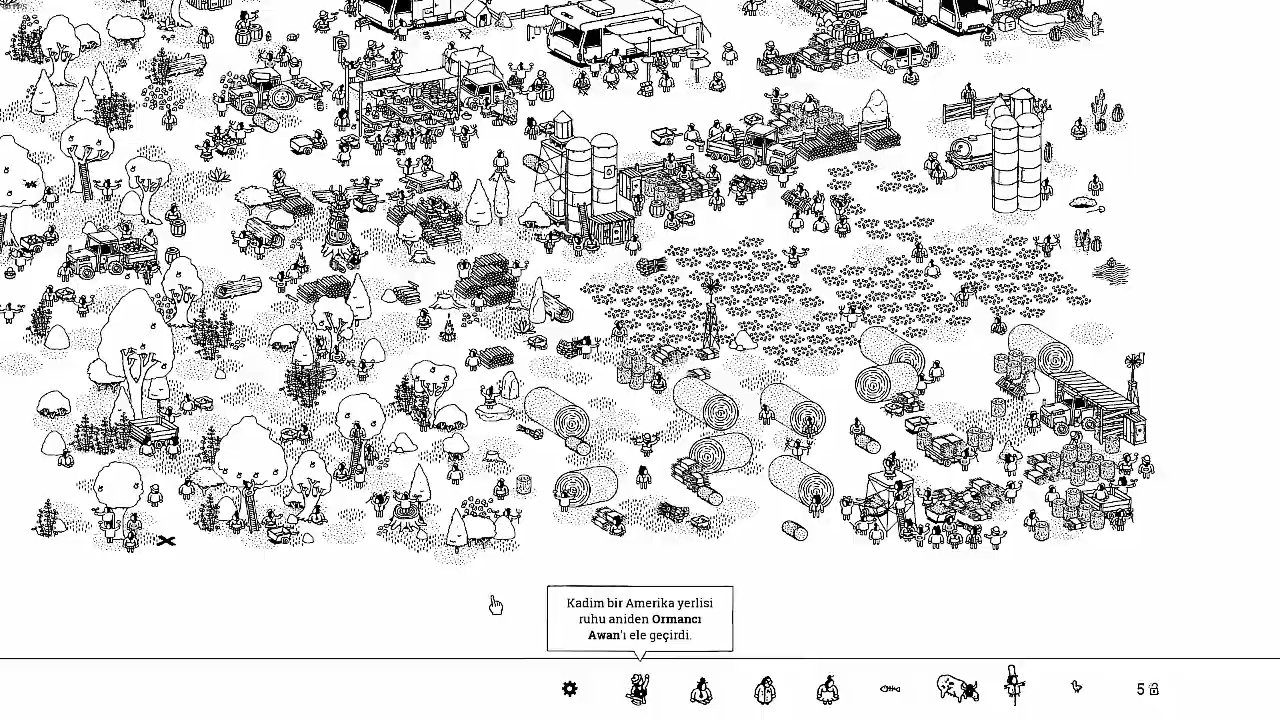 Kadim bir Amerika yerlisi
ruhu aniden Ormancı
Awan'ı ele geçirdi.
5